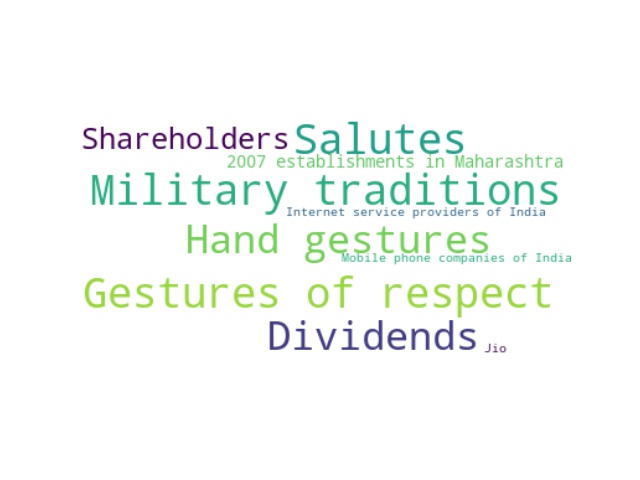 Shareholders Salutes
2007 establishments in Maharashtra
Military traditions
Internet service providers of India
Hand gestures
Mobile phone companies of India
Gestures of respect
Dividends Jio